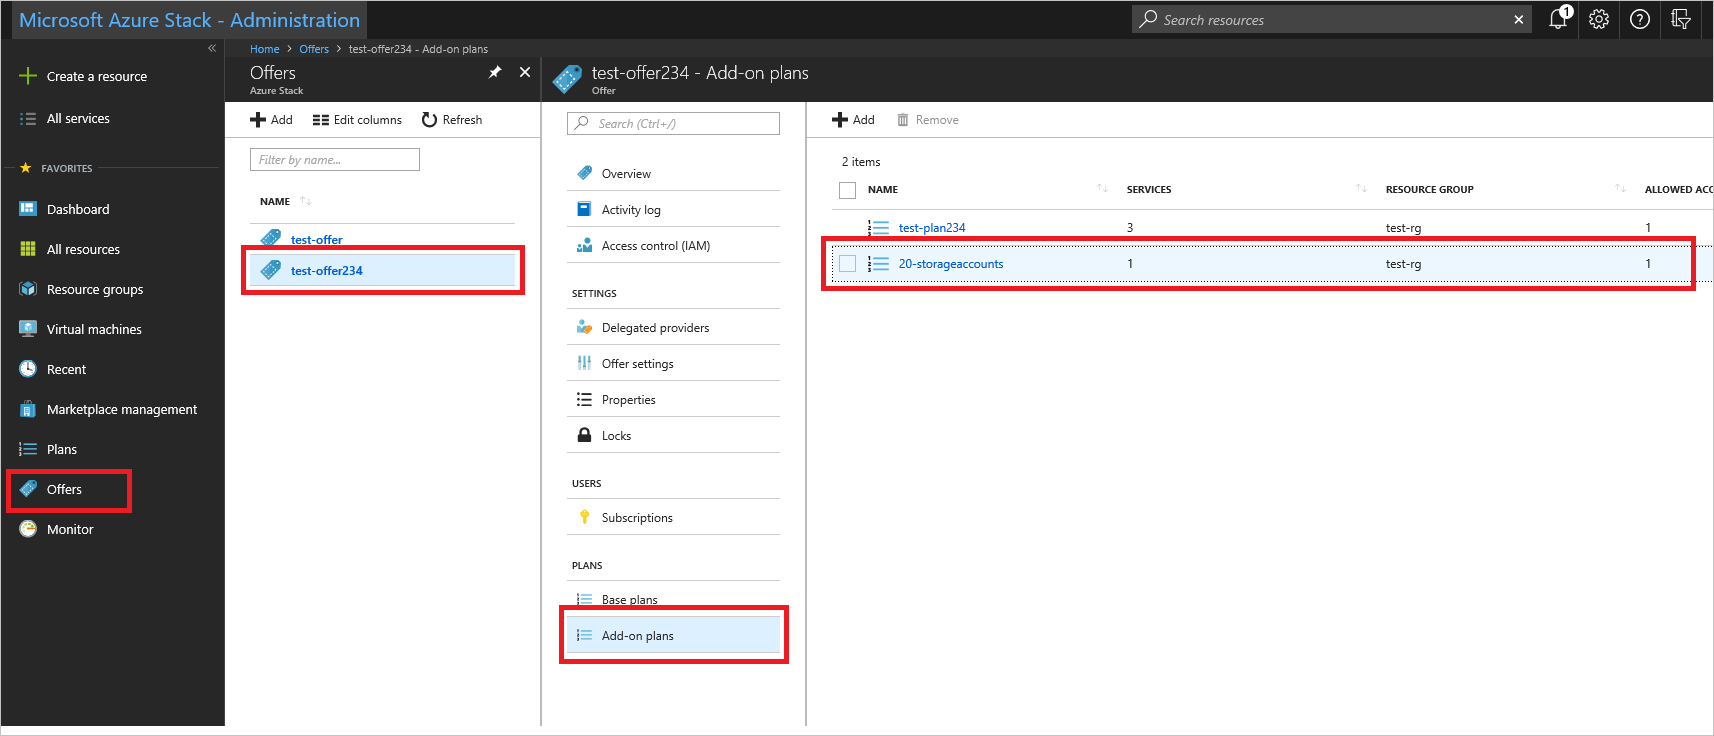 Microsoft Azure Stack - Administration
Search resources
1
Home > Offers > test-offer234 - Add-on plans
Create a resource
All services
FAVORITES
Dashboard
All resources
Resource groups
Virtual machines
Recent
Marketplace management
Plans
Offers
Monitor
Offers
Azure Stack
Add Edit columns Refresh
Filter by name...
NAME
test-offer
test-offer234
test-offer234 - Add-on plans
Offer
Search (Ctrl+/)
Overview
Activity log
Access control (IAM)
SETTINGS
Delegated providers
Offer settings
Properties
Locks
USERS
Subscriptions
PLANS
Base plans
Add-on plans
Add Remove
2 items
NAME SERVICES RESOURCE GROUP ALLOWED ACC
test-plan234 3 test-rg 1
20-storageaccounts 1 test-rg 1